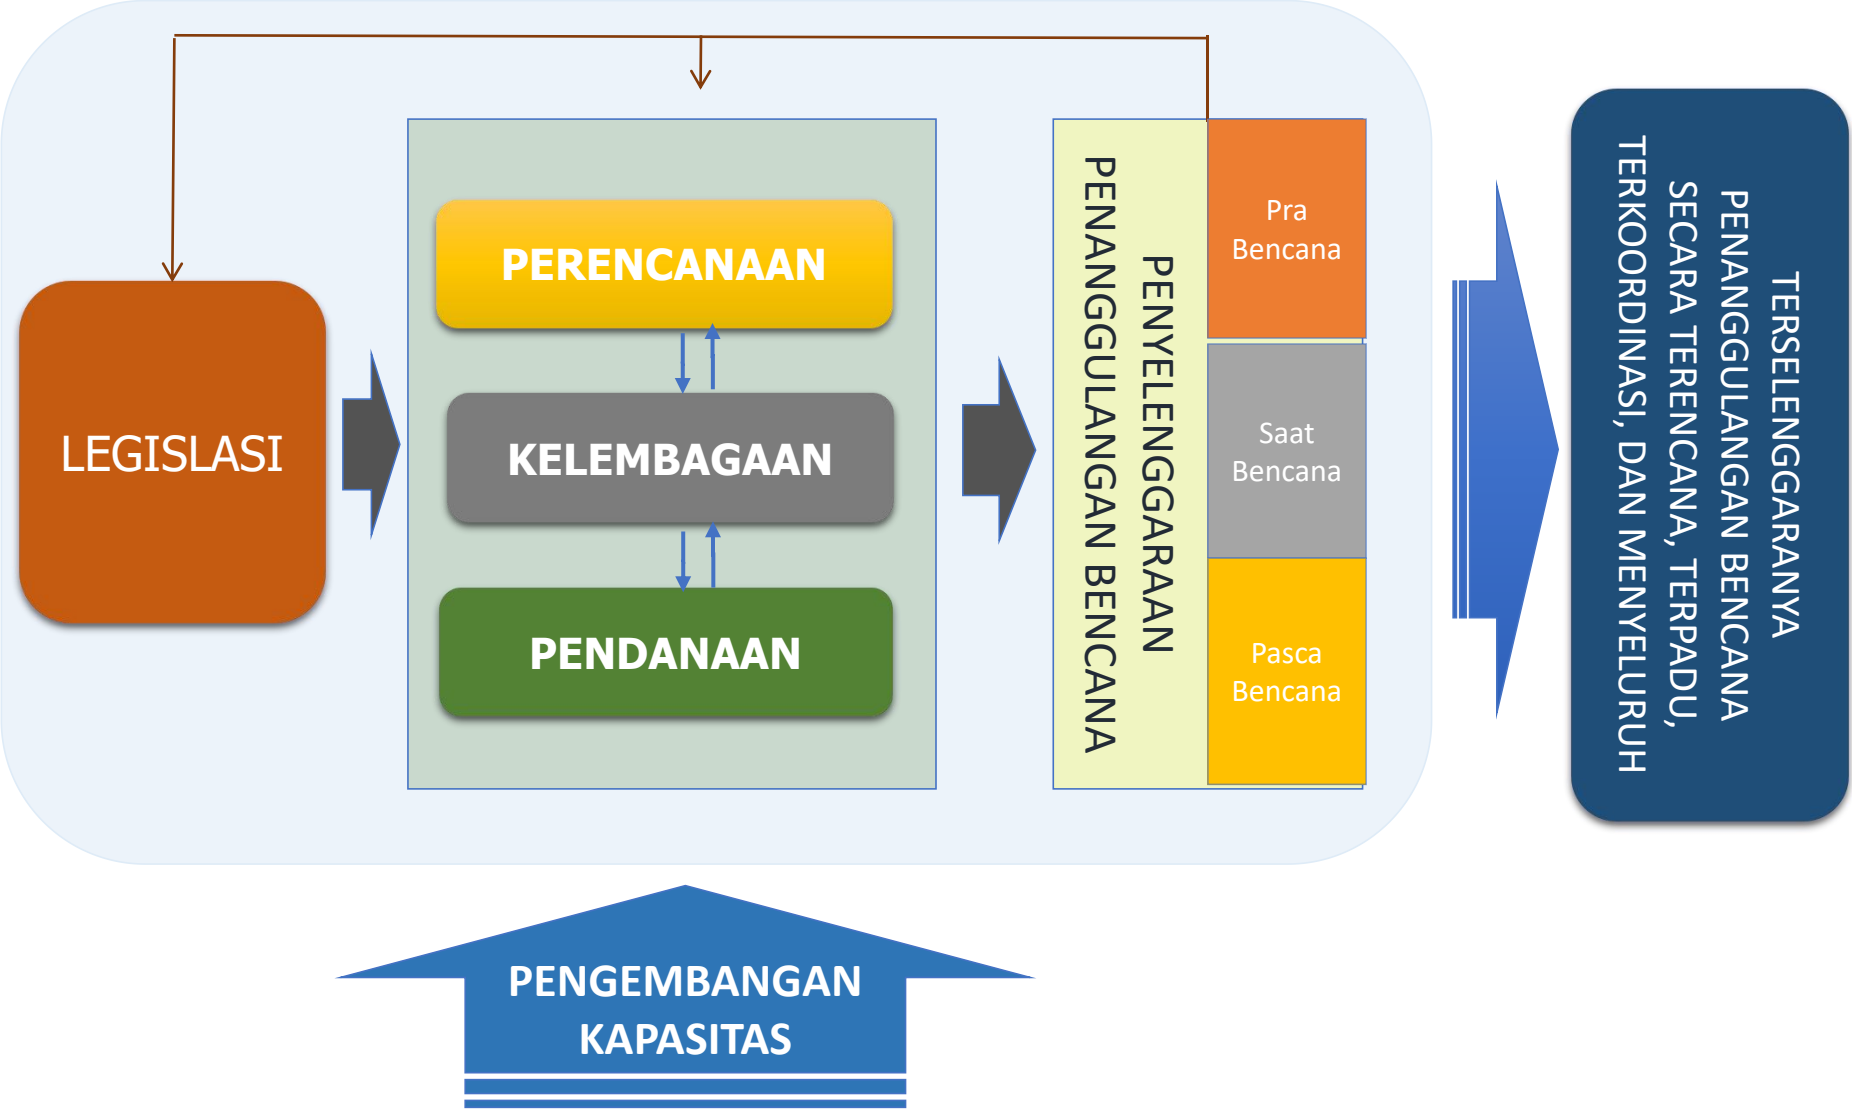 LEGISLASI
PERENCANAAN
KELEMBAGAAN
PENDANAAN
PENYELENGGARAAN
PENANGGULANGAN BENCANA
Pra
Bencana
Saat
Bencana
Pasca
Bencana
TERSELENGGARANYA
PENANGGULANGAN BENCANA
SECARA TERENCANA, TERPADU,
TERKOORDINASI, DAN MENYELURUH
PENGEMBANGAN
KAPASITAS